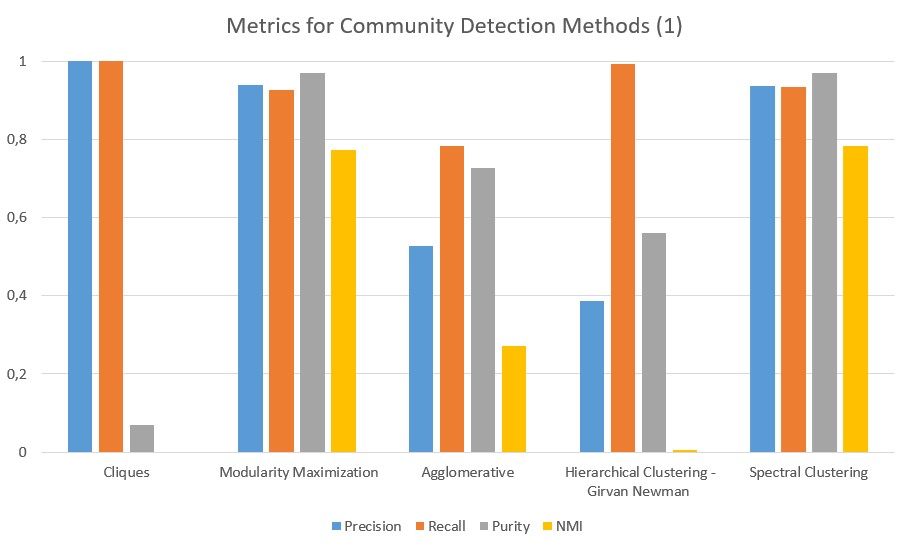 Metrics for Community Detection Methods (1)
1
0,8
0,6
0,4
0,2
0
Cliques
Modularity Maximization
Agglomerative
Hierarchical Clustering -
Girvan Newman
Spectral Clustering
Precision
Recall
Purity
NMI